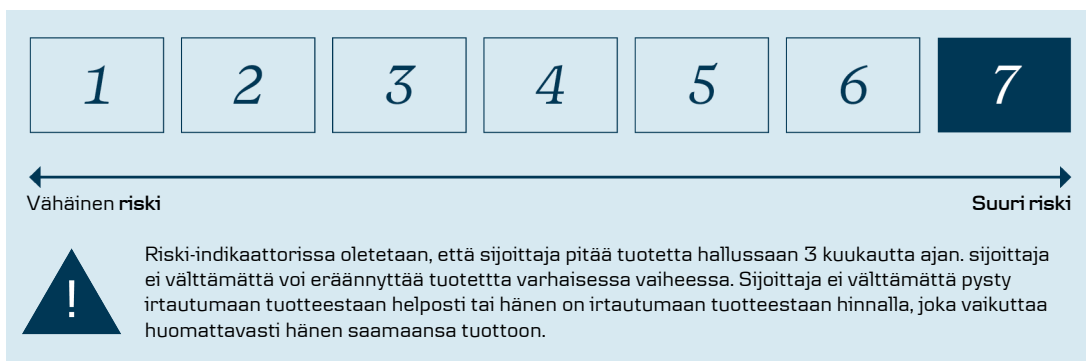 1 2 3 4 5 6 7
Vähäinen riski Suuri riski
Riski-indikaattorissa oletetaan, että sijoittaja pitää tuotetta hallussaan 3 kuukautta ajan. sijoittaja
ei välttämättä voi eräännyttää tuotettta varhaisessa vaiheessa. Sijoittaja ei välttämättä pysty
irtautumaan tuotteestaan helposti tai hänen on irtautumaan tuotteestaan hinnalla, joka vaikuttaa
huomattavasti hänen saamaansa tuottoon.
!